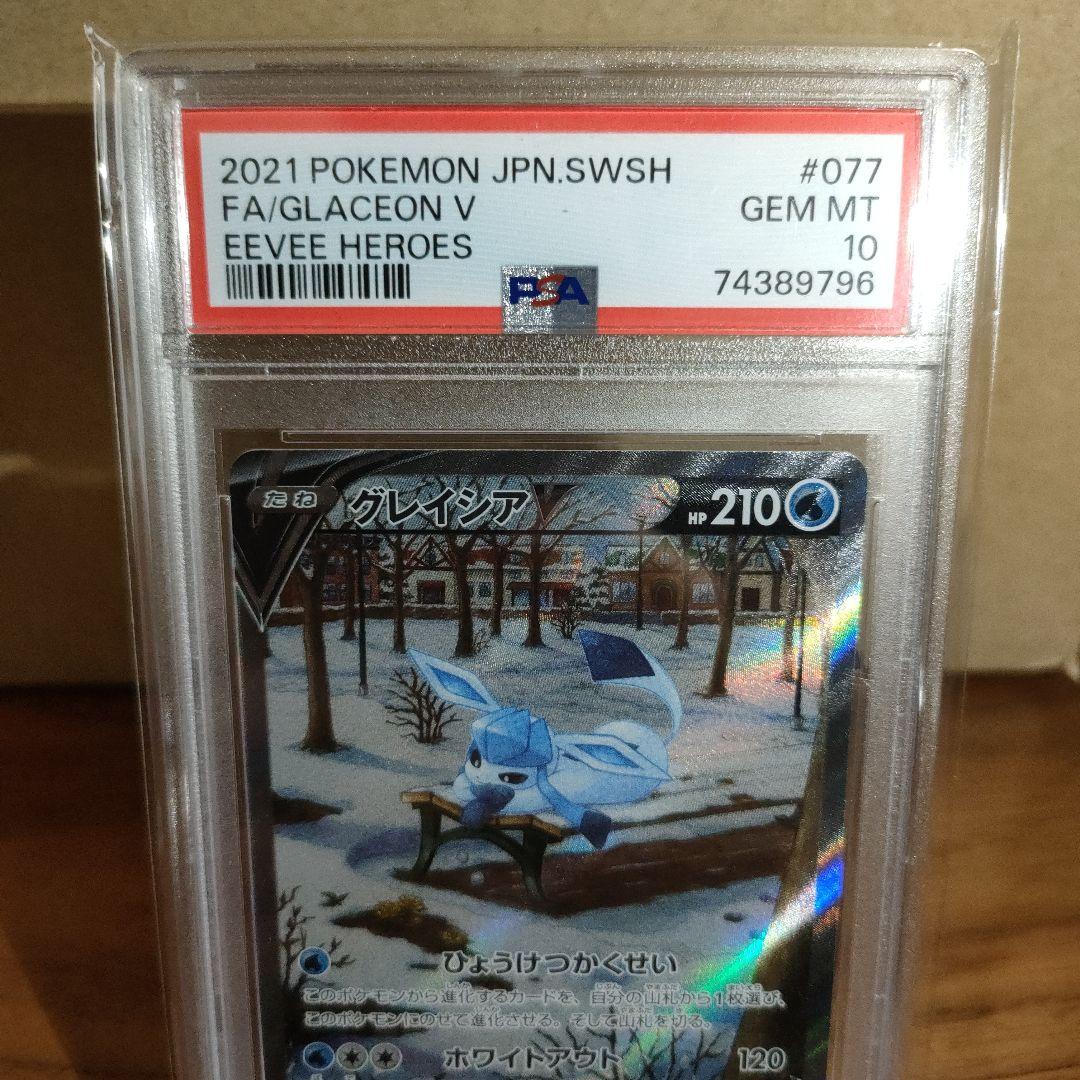 2021 POKEMON JPN.SWSH #077
FA/GLACEON V GEM MT
EEVEE HEROES 10
PSA 74389796
たね グレイシア V HP 210
ひょうけつかくせい
このポケモンから進化するカードを、自分の山札から1枚選び、
このポケモンにのせて進化させる。そして山札を切る。
ホワイトアウト 120